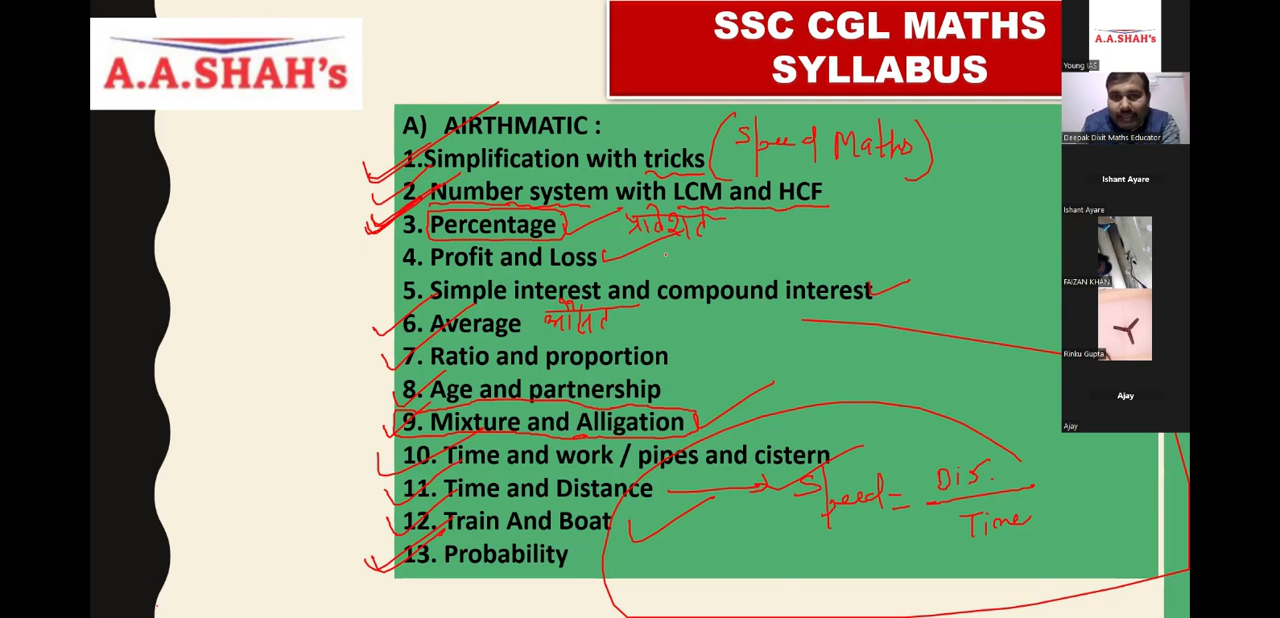 A.A.SHAH's
SSC CGL MATHS
SYLLABUS
A) AIRTHMATIC :
1.Simplification with tricks (Speed Maths)
2. Number system with LCM and HCF
3. Percentage
4. Profit and Loss
5. Simple interest and compound interest
6. Average औसत
7. Ratio and proportion
8. Age and partnership
9. Mixture and Alligation
10. Time and work / pipes and cistern
11. Time and Distance Speed = Dis.
Time
12. Train And Boat
13. Probability
A.A.SHAH's
Young IAS
Deepak Dixit Maths Educator
Ishant Ayare
Ishant Ayare
FAIZAN KHAN
Rinku Gupta
Ajay
Ajay